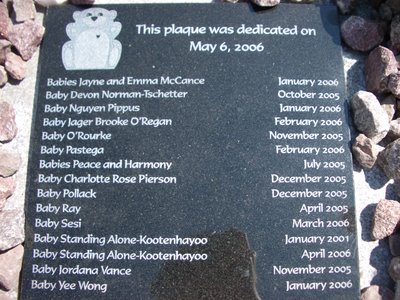 This plaque was dedicated on
May 6, 2006
Babies Jayne and Emma McCance January 2006
Baby Devon Norman-Tschetter October 2005
Baby Nguyen Pippus January 2006
Baby Jager Brooke O'Regan February 2006
Baby O'Rourke November 2005
Baby Pastega February 2006
Babies Peace and Harmony July 2005
Baby Charlotte Rose Pierson December 2005
Baby Pollack December 2005
Baby Ray April 2005
Baby Sesi March 2006
Baby Standing Alone-Kootenhayoo January 2001
Baby Standing Alone-Kootenhayoo April 2006
Baby Jordana Vance November 2005
Baby Yee Wong January 2006